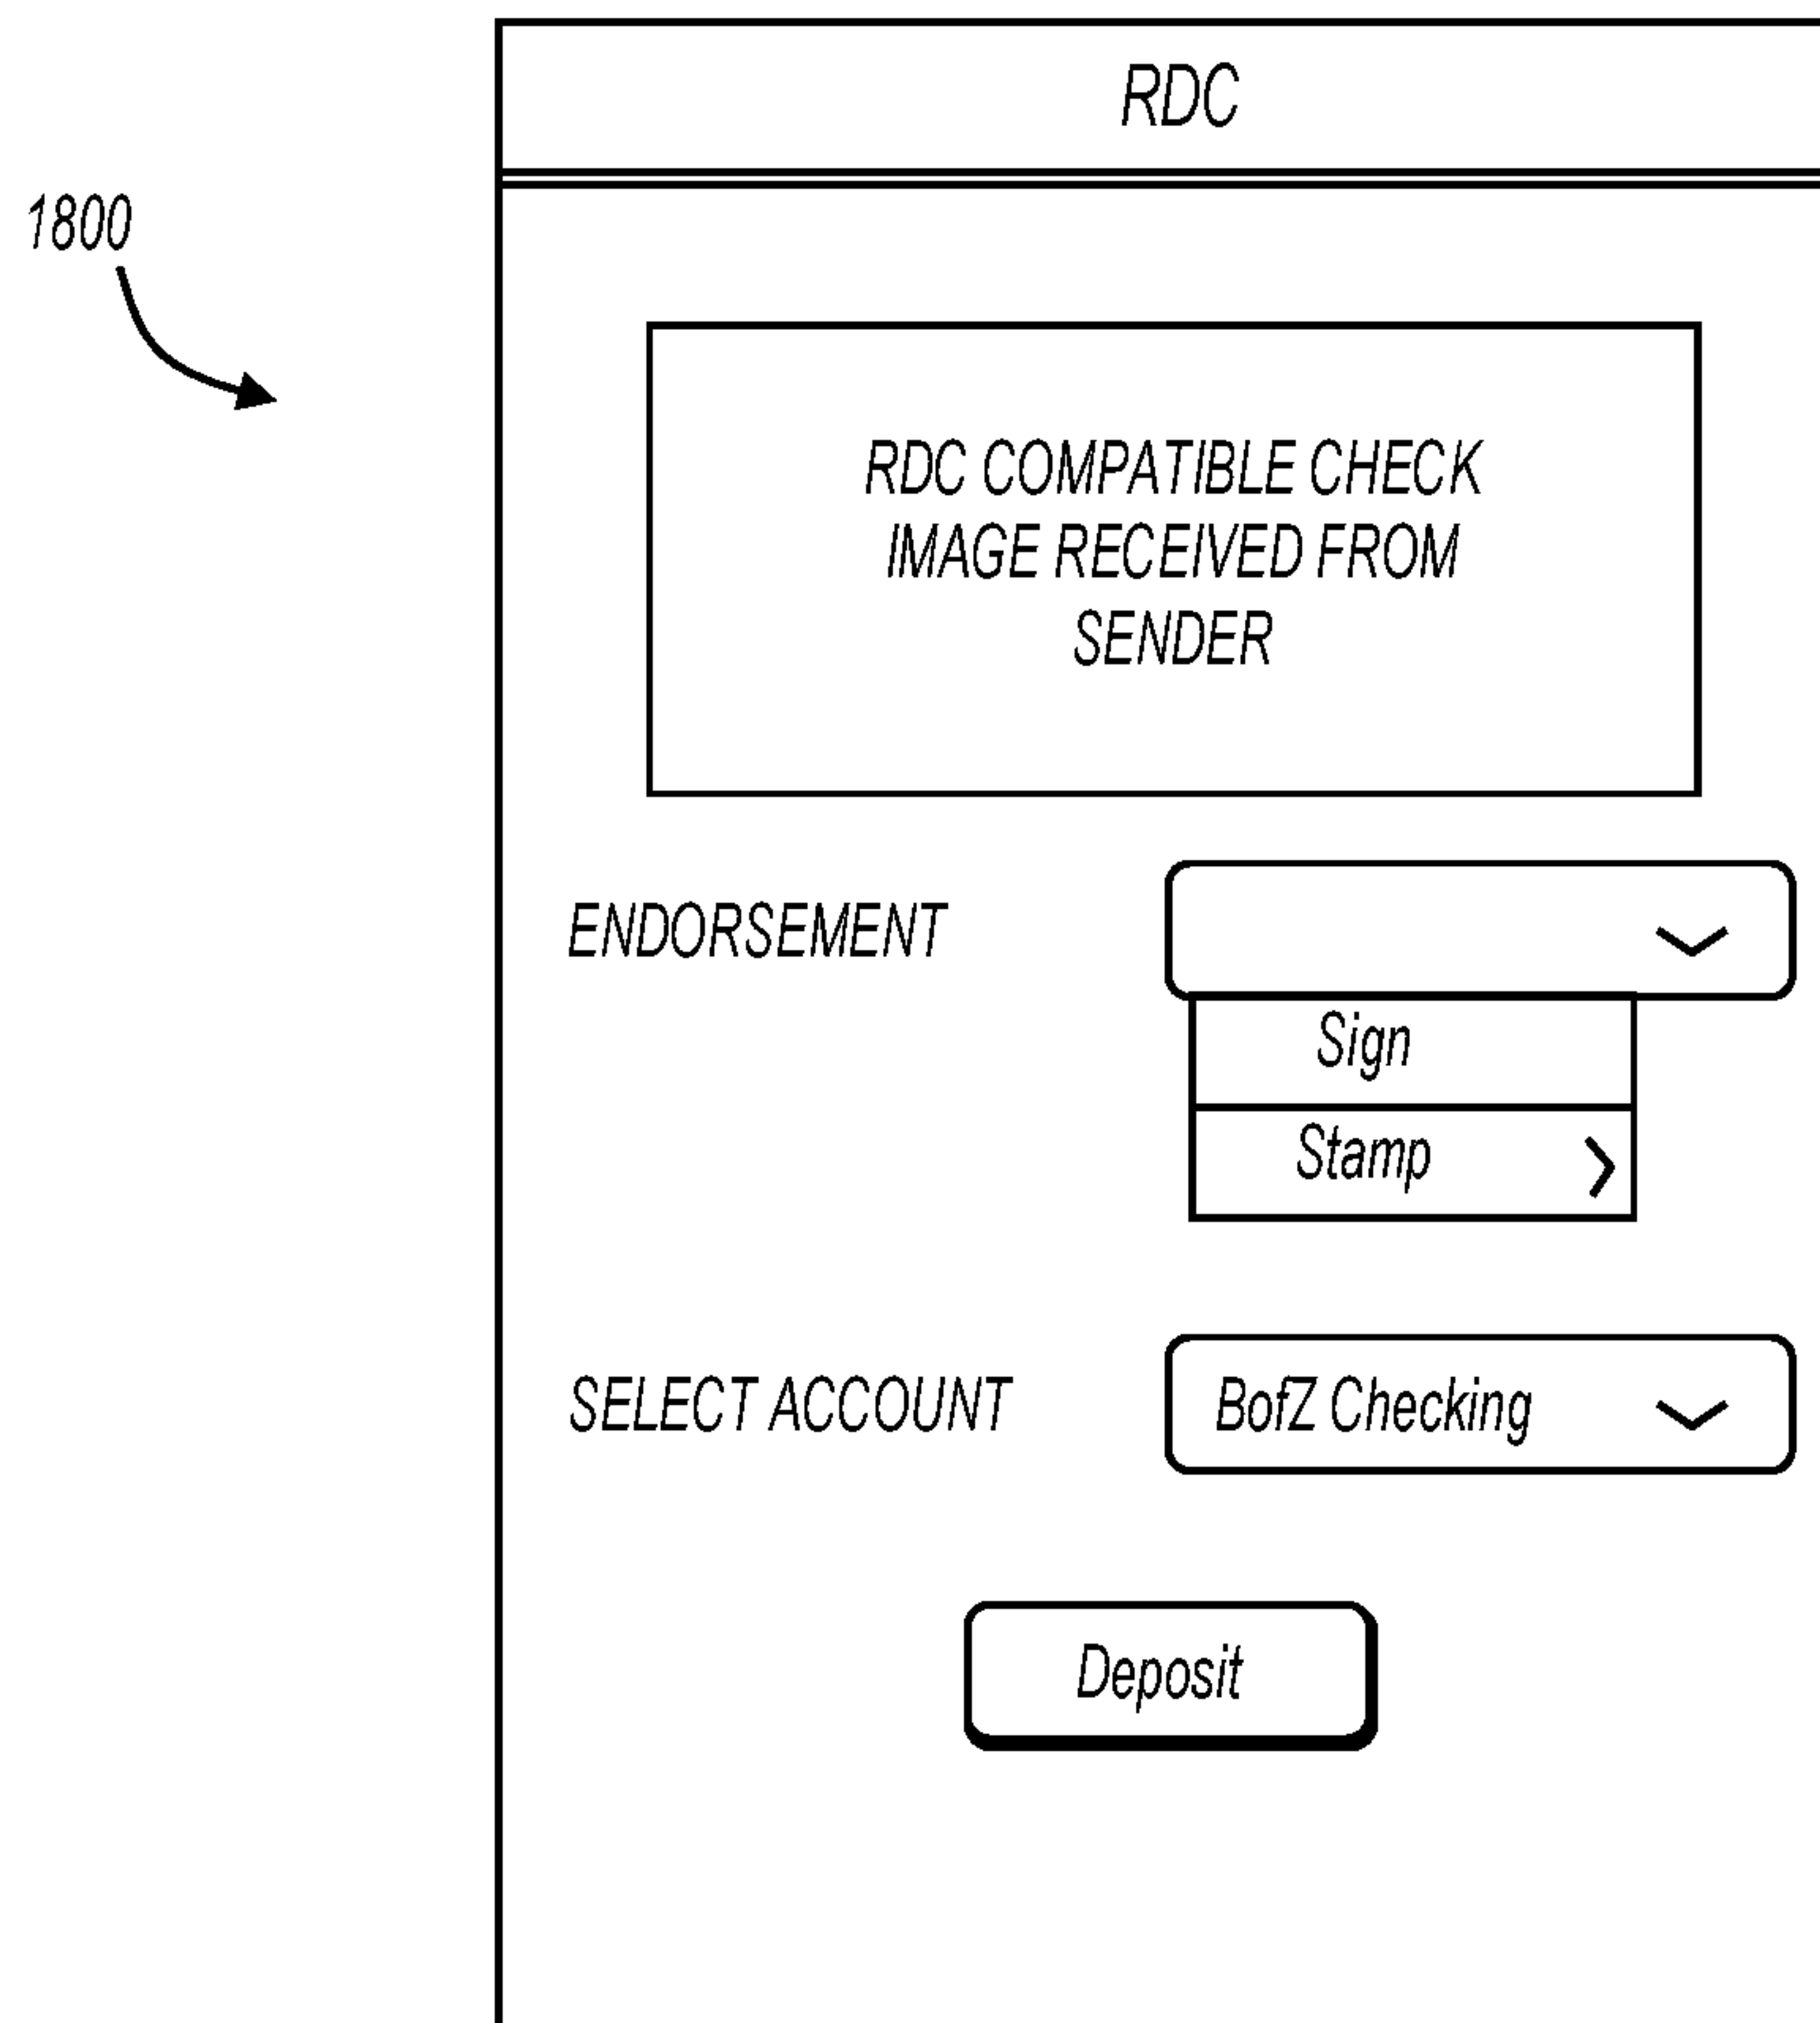 RDC
1800
RDC COMPATIBLE CHECK
IMAGE RECEIVED FROM
SENDER
ENDORSEMENT
Sign
Stamp
SELECT ACCOUNT
BofZ Checking
Deposit